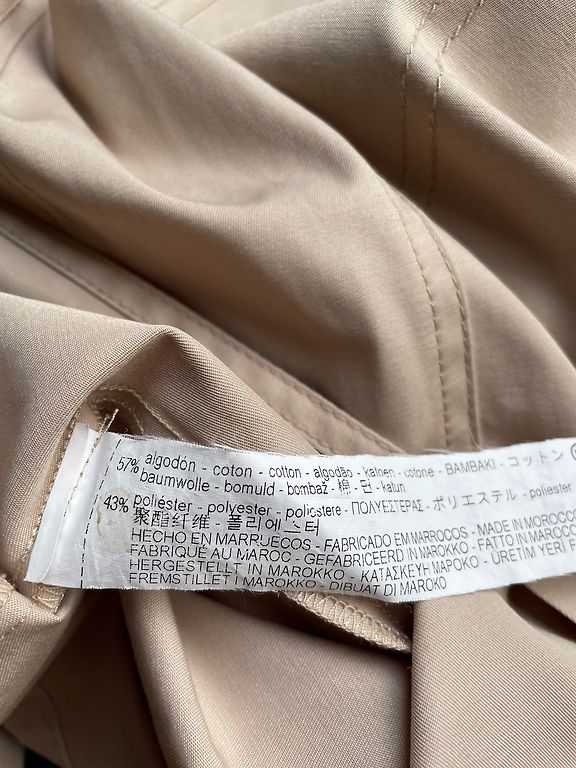 57% algodón - coton - cotton - algodão - katoen - cotone - ΒΑΜΒΑΚΙ - コットン
baumwolle - bomuld - bombaž - 棉 - 면 - katun
43% poliéster - polyester - poliestere - ΠΟΛΥΕΣΤΕΡΑΣ - ポリエステル - poliester
聚酯纤维 - 폴리에스터
HECHO EN MARRUECOS - FABRICADO EM MARROCOS - MADE IN MOROCCO
FABRIQUÉ AU MAROC - GEFABRICEERD IN MAROKKO - FATTO IN MAROCCO
HERGESTELLT IN MAROKKO - ΚΑΤΑΣΚΕΥΗ ΜΑΡΟΚΟ - ÜRETIM YERI
FREMSTILLET I MAROKKO - DIBUAT DI MAROKO